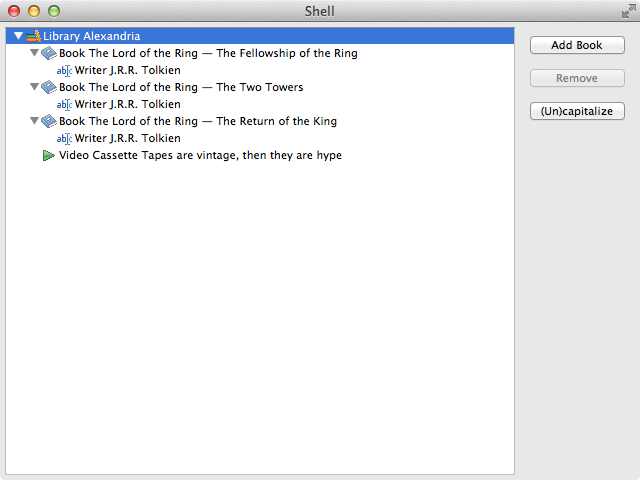 Shell
Library Alexandria
Book The Lord of the Ring — The Fellowship of the Ring
Writer J.R.R. Tolkien
Book The Lord of the Ring — The Two Towers
Writer J.R.R. Tolkien
Book The Lord of the Ring — The Return of the King
Writer J.R.R. Tolkien
Video Cassette Tapes are vintage, then they are hype
Add Book
Remove
(Un)capitalize